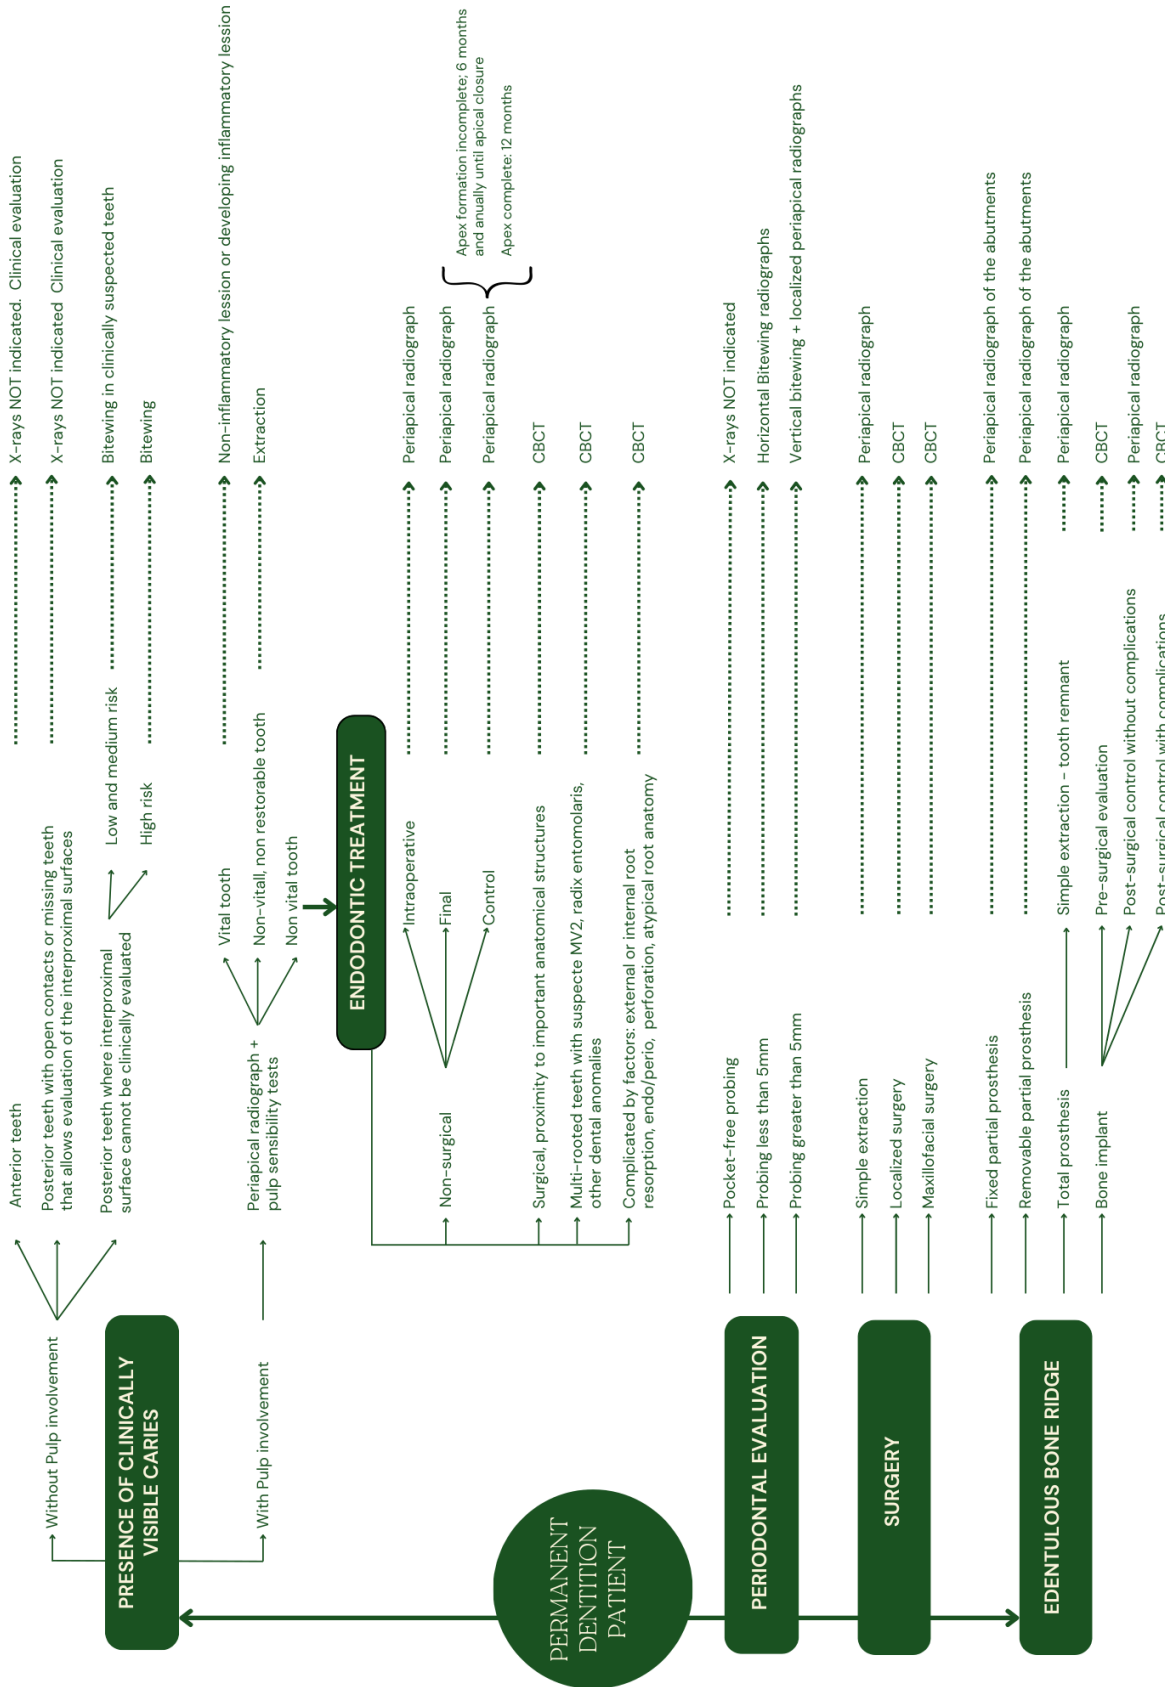 PERMANENT
DENTITION
PATIENT
PRESENCE OF CLINICALLY
VISIBLE CARIES
Without Pulp involvement
Anterior teeth
X-rays NOT indicated. Clinical evaluation
Posterior teeth with open contacts or missing teeth
that allows evaluation of the interproximal surfaces
X-rays NOT indicated Clinical evaluation
Posterior teeth where interproximal
surface cannot be clinically evaluated
Low and medium risk
Bitewing in clinically suspected teeth
High risk
Bitewing
With Pulp involvement
Periapical radiograph +
pulp sensibility tests
Vital tooth
Non-inflammatory lession or developing inflammatory lession
Non-vitall, non restorable tooth
Extraction
Non vital tooth
ENDODONTIC TREATMENT
Non-surgical
Intraoperative
Periapical radiograph
Final
Periapical radiograph
Control
Periapical radiograph
Apex formation incomplete; 6 months
and anually until apical closure
Apex complete: 12 months
Surgical, proximity to important anatomical structures
CBCT
Multi-rooted teeth with suspecte MV2, radix entomolaris,
other dental anomalies
CBCT
Complicated by factors: external or internal root
resorption, endo/perio, perforation, atypical root anatomy
CBCT
PERIODONTAL EVALUATION
Pocket-free probing
X-rays NOT indicated
Probing less than 5mm
Horizontal Bitewing radiographs
Probing greater than 5mm
Vertical bitewing + localized periapical radiographs
SURGERY
Simple extraction
Periapical radiograph
Localized surgery
CBCT
Maxillofacial surgery
CBCT
EDENTULOUS BONE RIDGE
Fixed partial prosthesis
Periapical radiograph of the abutments
Removable partial prosthesis
Periapical radiograph of the abutments
Total prosthesis
Simple extraction - tooth remnant
Periapical radiograph
Bone implant
Pre-surgical evaluation
CBCT
Post-surgical control without complications
Periapical radiograph
Post-surgical control with complications
CBCT